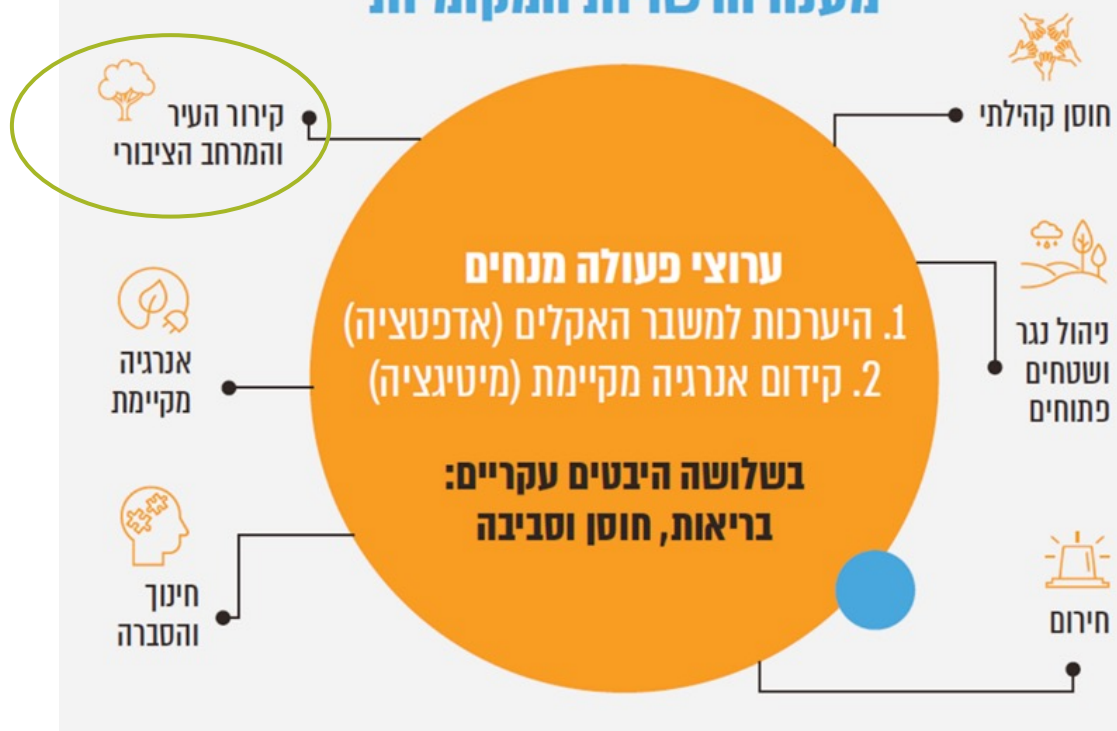 חוסן קהילתי
ניהול נגר
ושטחים
פתוחים
חירום
ערוצי פעולה מנחים
1. היערכות למשבר האקלים (אדפטציה)
2. קידום אנרגיה מקיימת (מיטיגציה)
בשלושה היבטים עקריים:
בריאות, חוסן וסביבה
קירור העיר
והמרחב הציבורי
אנרגיה
מקיימת
חינוך
והסברה